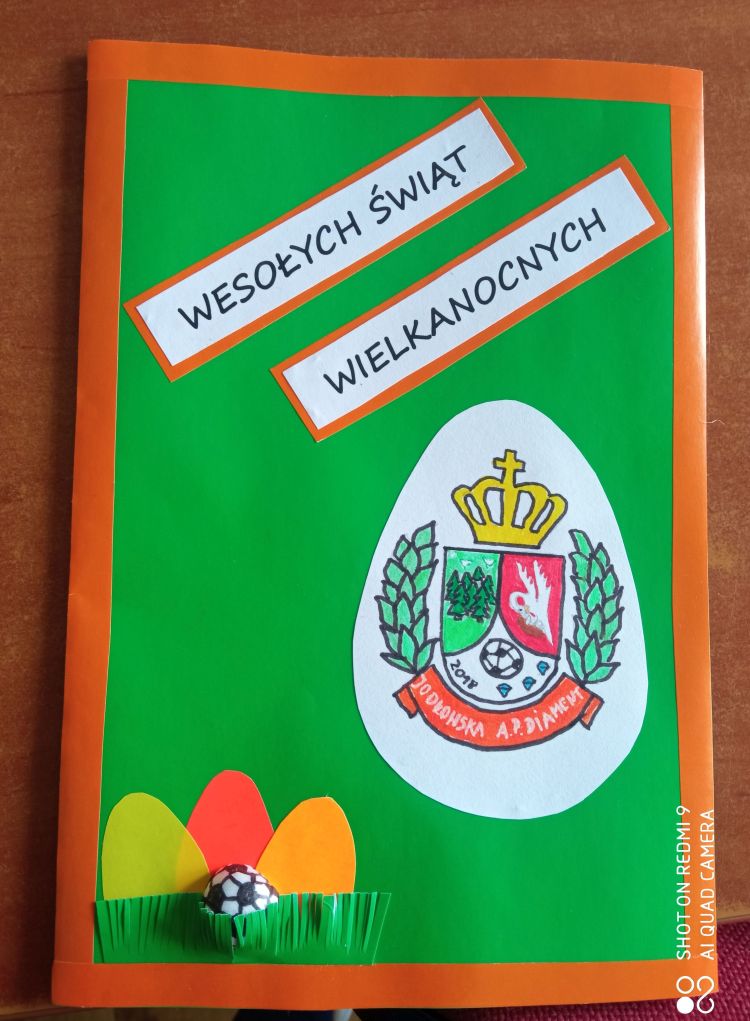 WESOŁYCH ŚWIĄT
WIELKANOCNYCH
2018
JODŁOWSKA A.P. DIAMENT
SHOT ON REDMI 9
AI QUAD CAMERA